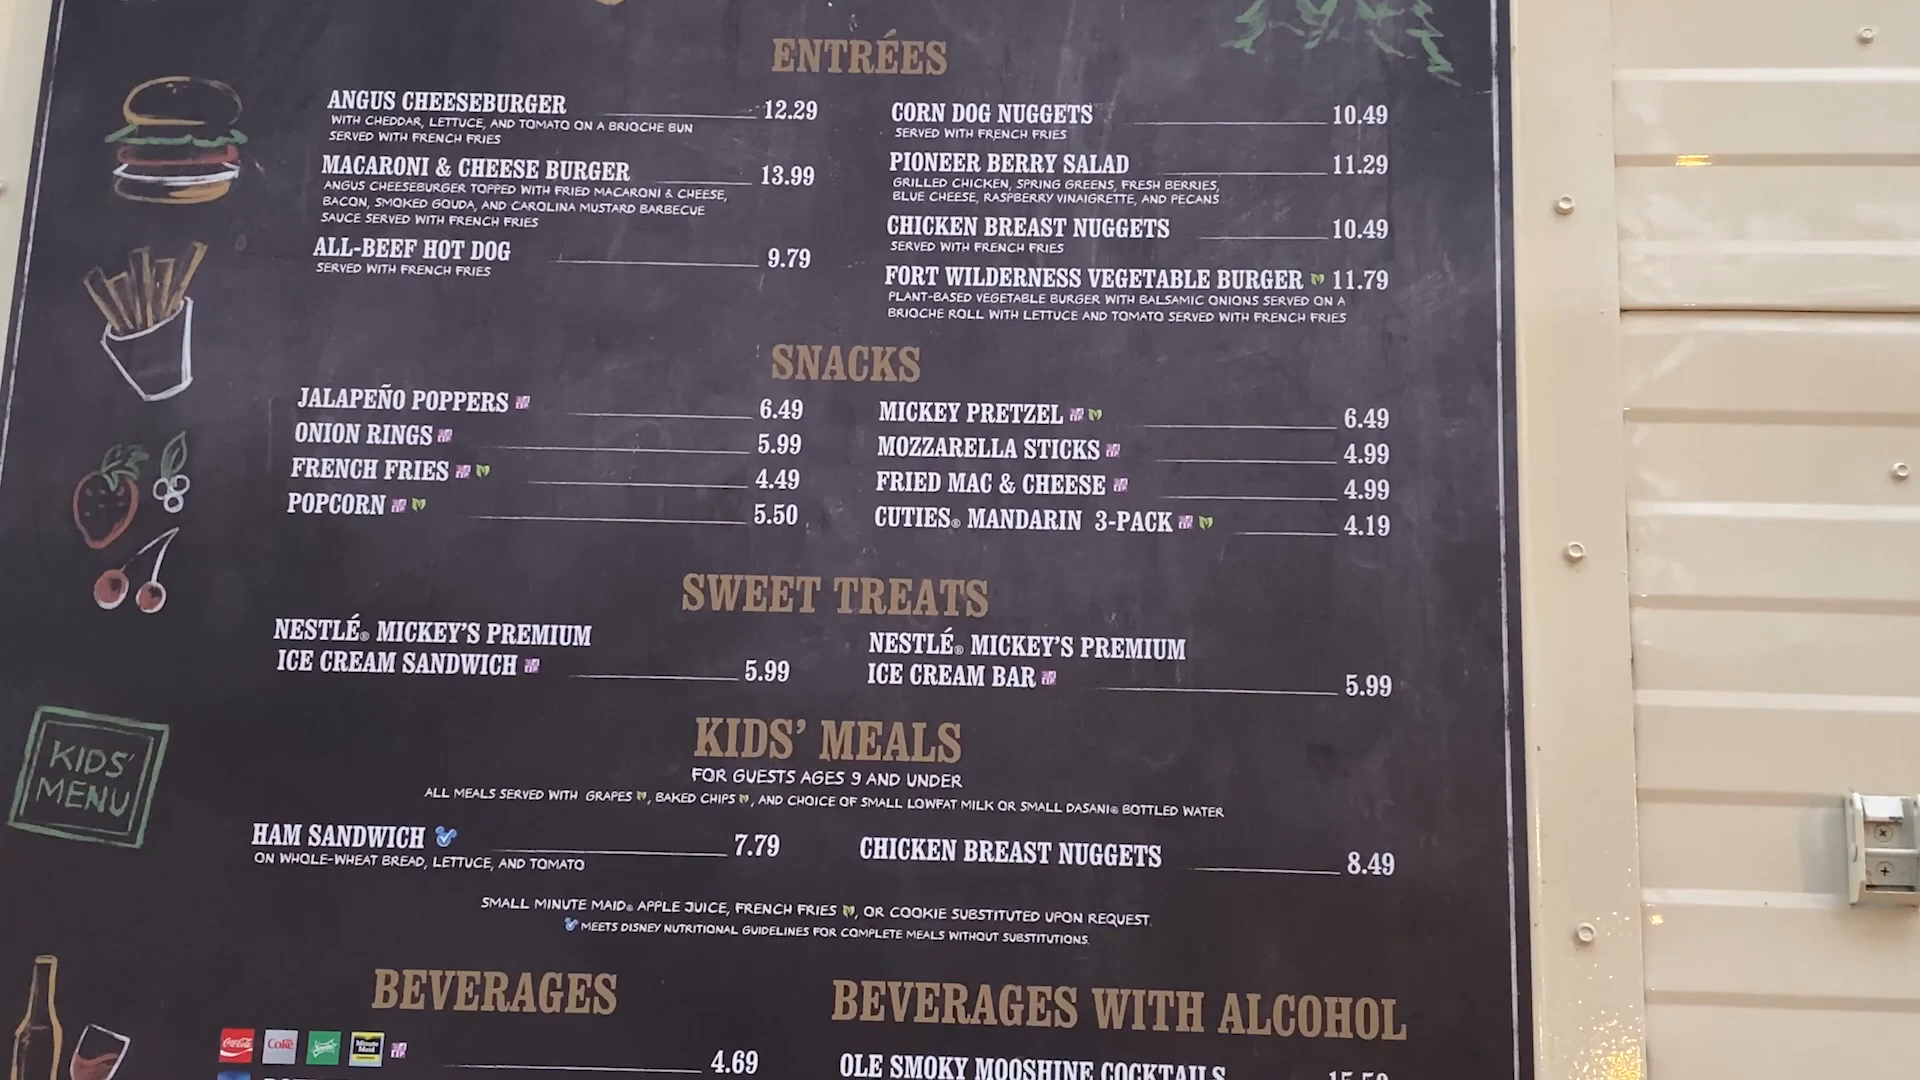 ENTRÉES
ANGUS CHEESEBURGER 12.29
WITH CHEDDAR, LETTUCE, AND TOMATO ON A BRIOCHE BUN
SERVED WITH FRENCH FRIES
MACARONI & CHEESE BURGER 13.99
ANGUS CHEESEBURGER TOPPED WITH FRIED MACARONI & CHEESE,
BACON, SMOKED GOUDA, AND CAROLINA MUSTARD BARBECUE
SAUCE SERVED WITH FRENCH FRIES
ALL-BEEF HOT DOG 9.79
SERVED WITH FRENCH FRIES
CORN DOG NUGGETS 10.49
SERVED WITH FRENCH FRIES
PIONEER BERRY SALAD 11.29
GRILLED CHICKEN, SPRING GREENS, FRESH BERRIES,
BLUE CHEESE, RASPBERRY VINAIGRETTE, AND PECANS
CHICKEN BREAST NUGGETS 10.49
SERVED WITH FRENCH FRIES
FORT WILDERNESS VEGETABLE BURGER 11.79
PLANT-BASED VEGETABLE BURGER WITH BALSAMIC ONIONS SERVED ON A
BRIOCHE ROLL WITH LETTUCE AND TOMATO SERVED WITH FRENCH FRIES
SNACKS
JALAPEÑO POPPERS 6.49
ONION RINGS 5.99
FRENCH FRIES 4.49
POPCORN 5.50
MICKEY PRETZEL 6.49
MOZZARELLA STICKS 4.99
FRIED MAC & CHEESE 4.99
CUTIES® MANDARIN 3-PACK 4.19
SWEET TREATS
NESTLÉ® MICKEY'S PREMIUM
ICE CREAM SANDWICH 5.99
NESTLÉ® MICKEY'S PREMIUM
ICE CREAM BAR 5.99
KIDS' MENU
KIDS' MEALS
FOR GUESTS AGES 9 AND UNDER
ALL MEALS SERVED WITH GRAPES, BAKED CHIPS, AND CHOICE OF SMALL LOWFAT MILK OR SMALL DASANI® BOTTLED WATER
HAM SANDWICH 7.79
ON WHOLE-WHEAT BREAD, LETTUCE, AND TOMATO
CHICKEN BREAST NUGGETS 8.49
SMALL MINUTE MAID® APPLE JUICE, FRENCH FRIES, OR COOKIE SUBSTITUTED UPON REQUEST.
MEETS DISNEY NUTRITIONAL GUIDELINES FOR COMPLETE MEALS WITHOUT SUBSTITUTIONS.
BEVERAGES
Coca-Cola Coke Minute Maid 4.69
BEVERAGES WITH ALCOHOL
OLE SMOKY MOOSHINE COCKTAILS